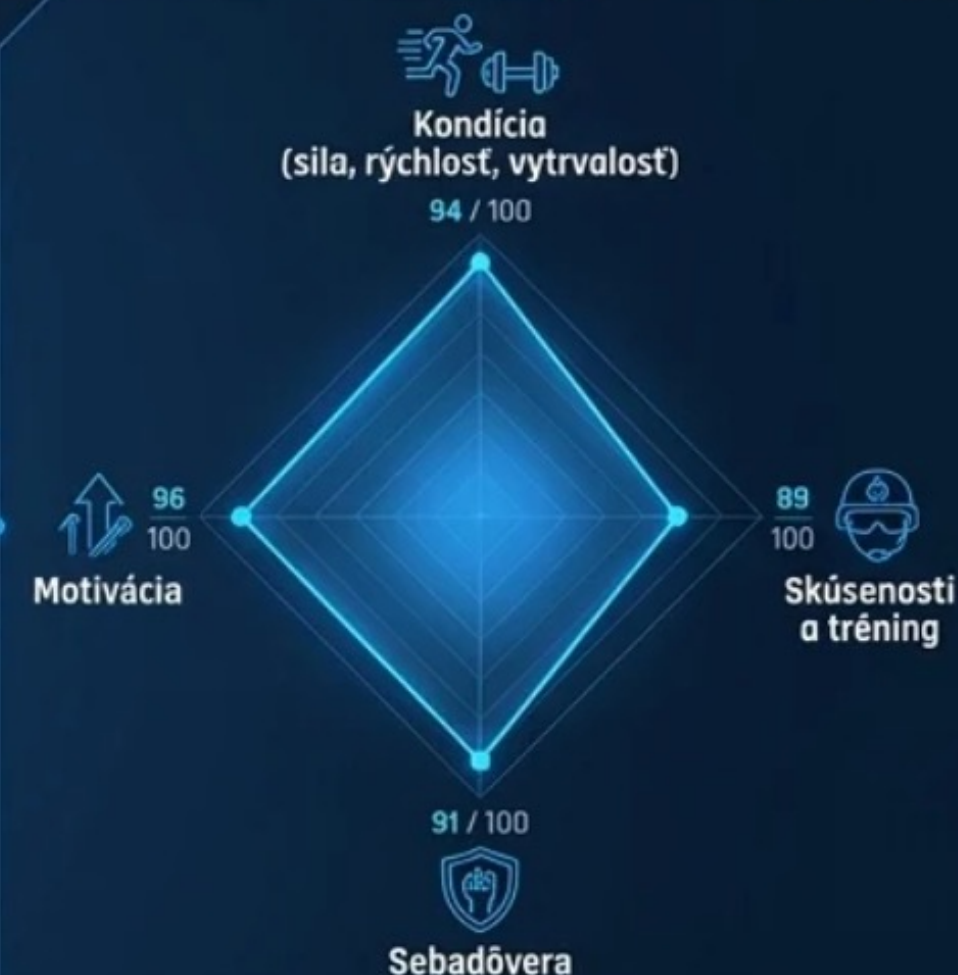 Kondícia
(sila, rýchlosť, vytrvalosť)
94 / 100
96
100
Motivácia
89
100
Skúsenosti
a tréning
91 / 100
Sebadôvera